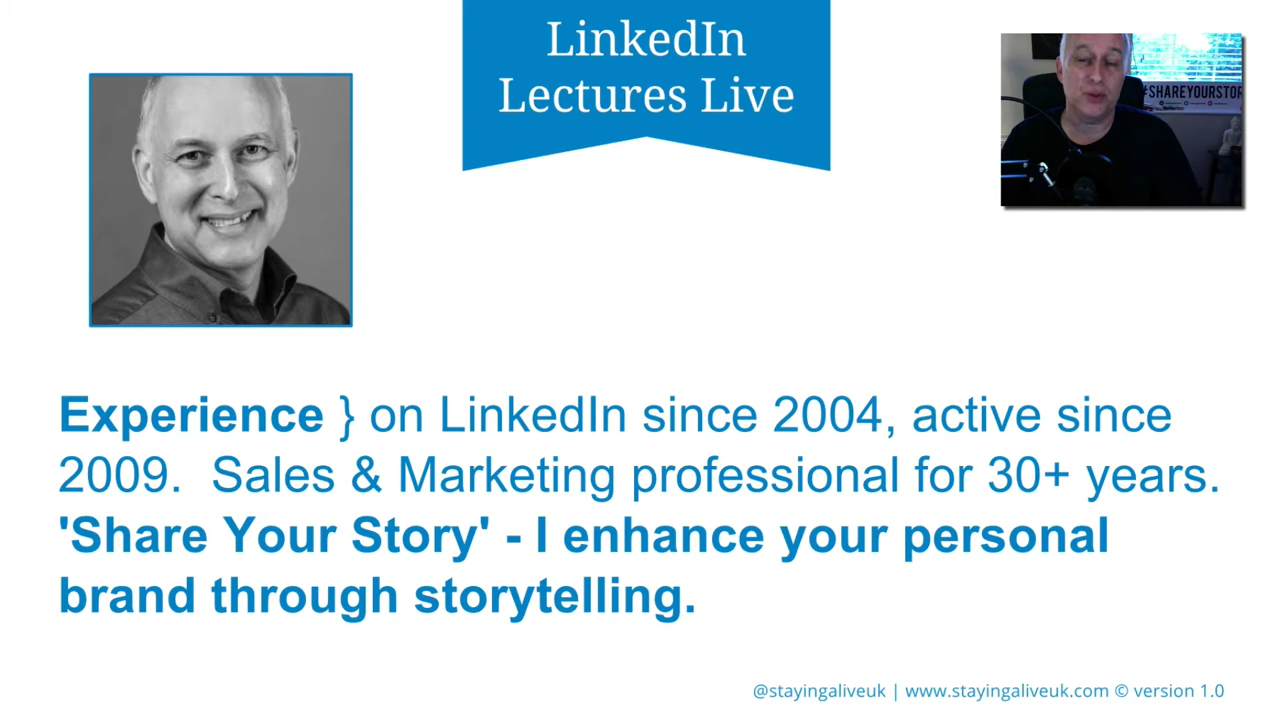 LinkedIn
Lectures Live
#SHAREYOURSTOR
Experience } on LinkedIn since 2004, active since
2009.  Sales & Marketing professional for 30+ years.
'Share Your Story' - I enhance your personal
brand through storytelling.
@stayingaliveuk | www.stayingaliveuk.com © version 1.0